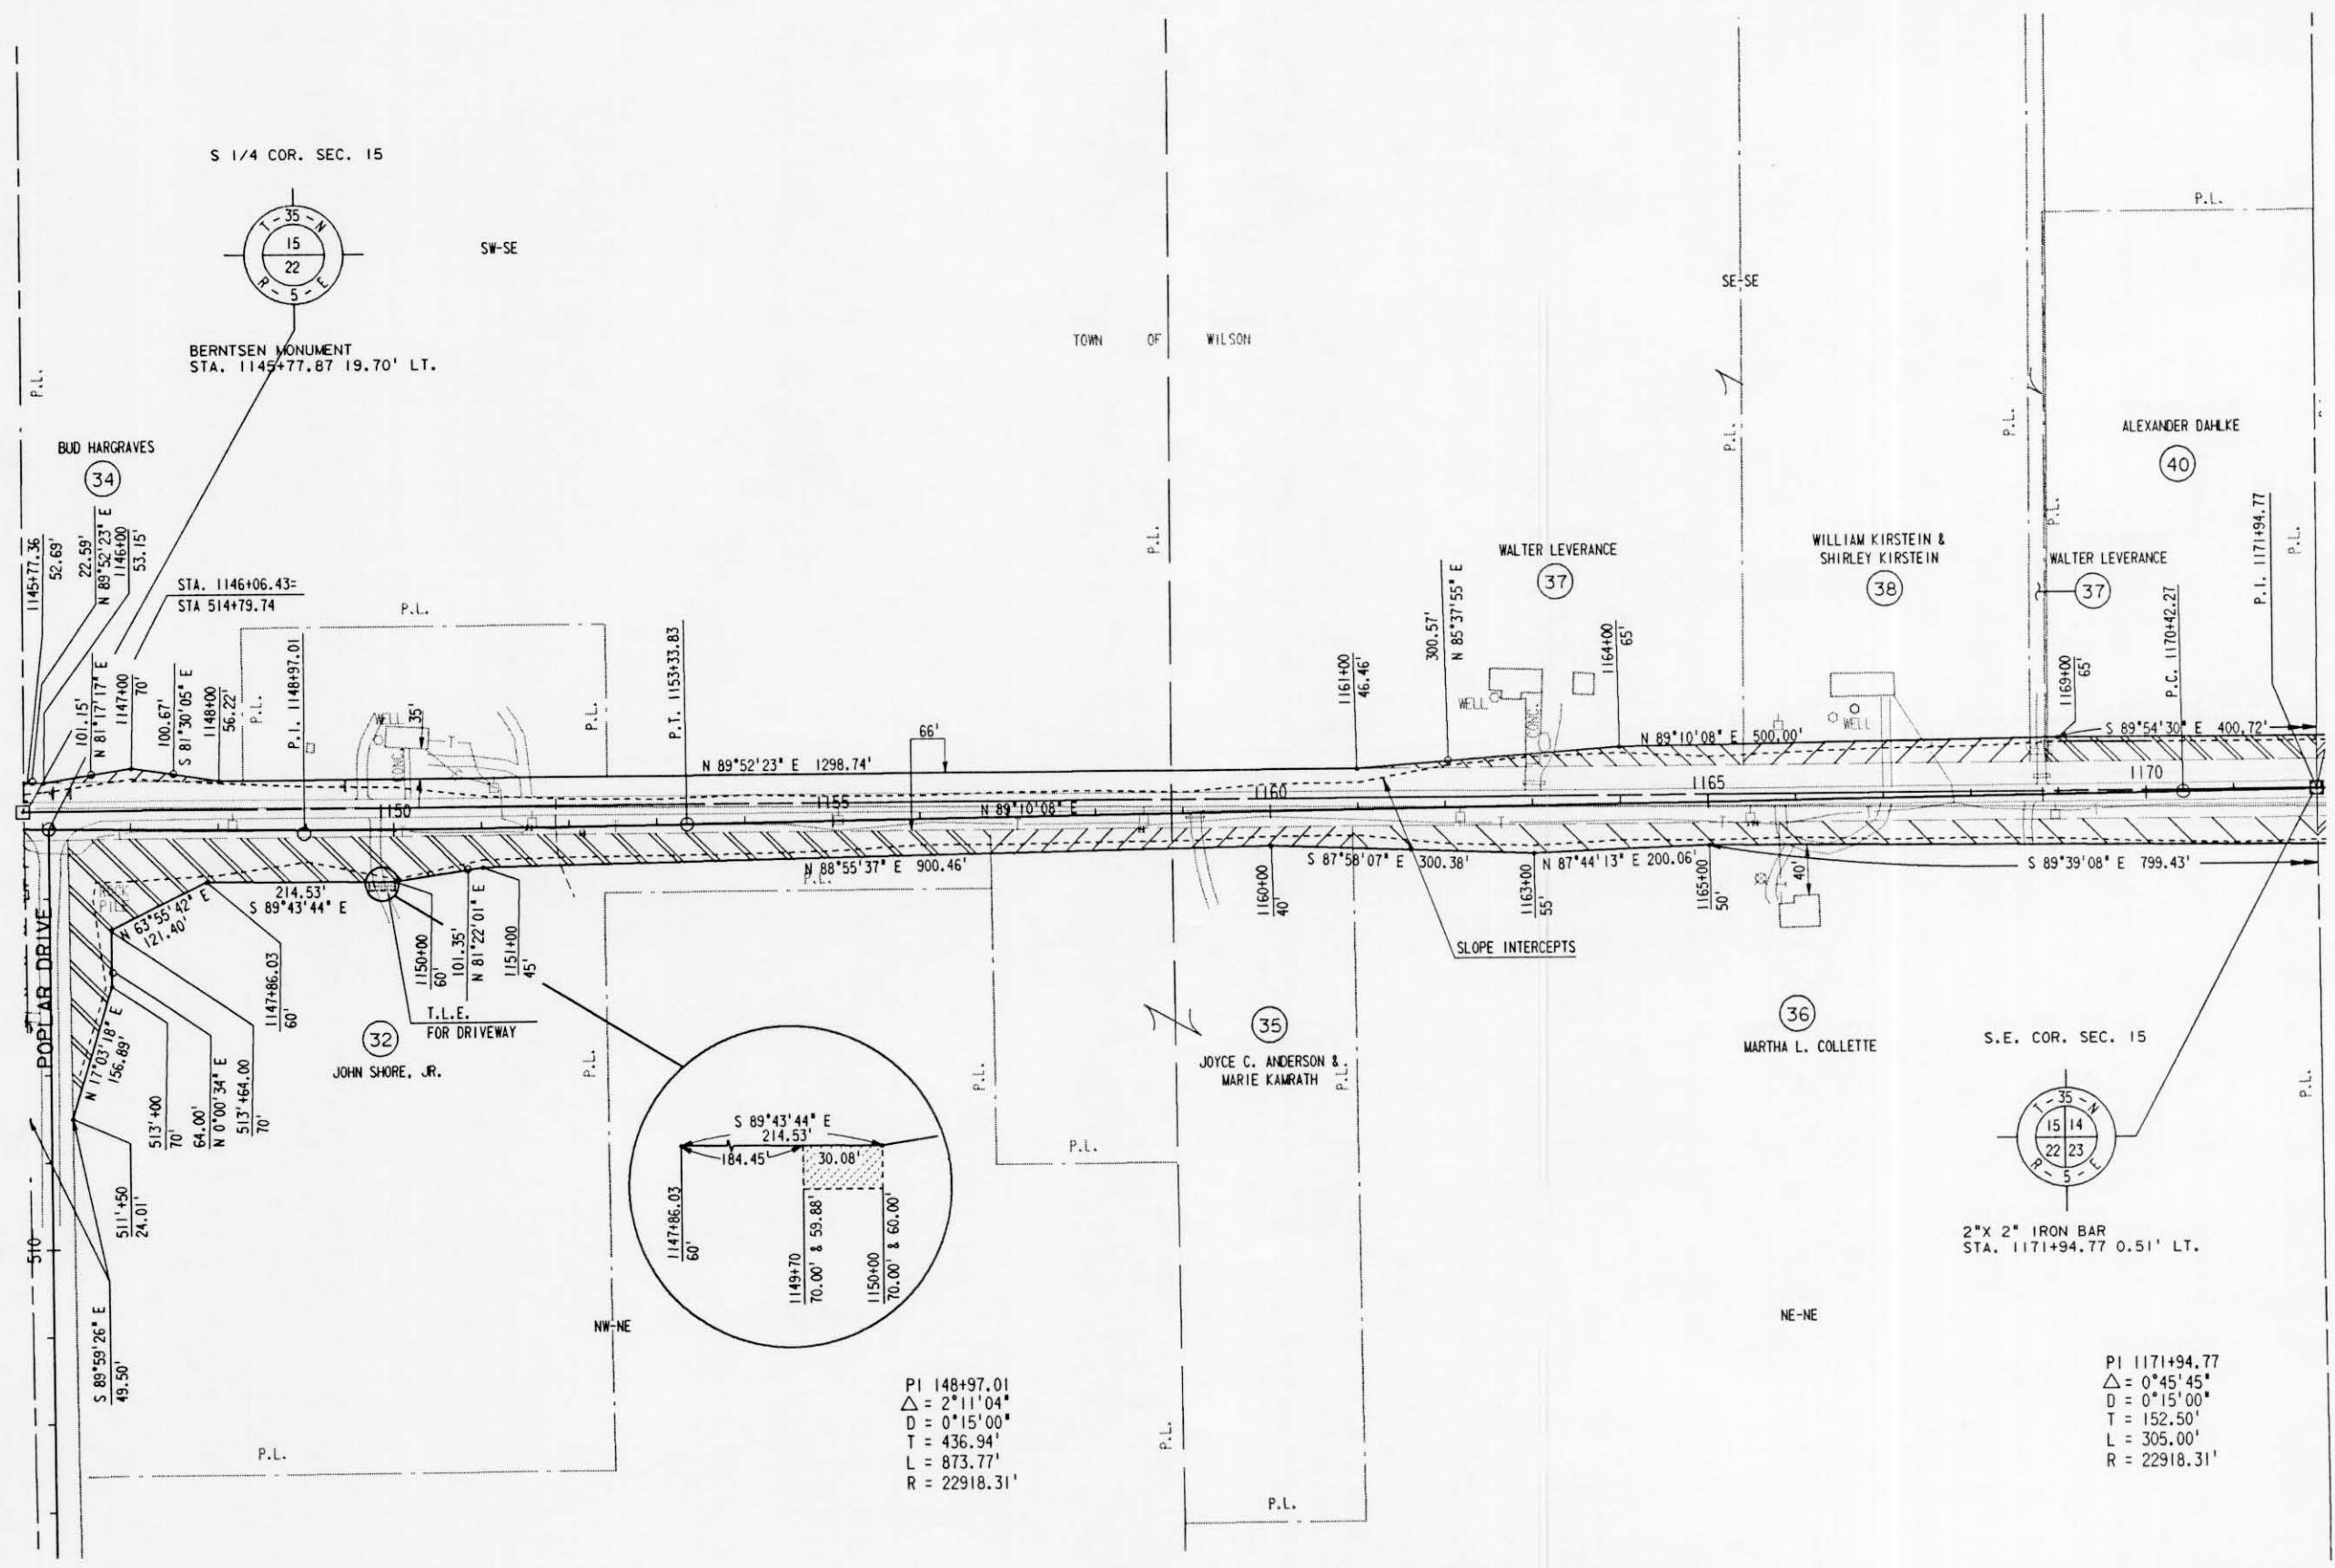 S 1/4 COR. SEC. 15
T - 35 - N
15
22
R - 5 - E
SW-SE
BERNTSEN MONUMENT
STA. 1145+77.87 19.70' LT.
P.L.
BUD HARGRAVES
34
1145+77.36
52.69'
22.59'
N 89°52'23" E
1146+00
53.15'
STA. 1146+06.43=
STA 514+79.74
101.15'
N 81°17'17" E
1147+00
70'
100.67'
S 81°30'05" E
1148+00
56.22'
P.L.
P.I. 1148+97.01
P.L.
WELL
35'
CONC.
P.L.
P.T. 1153+33.83
66'
N 89°52'23" E 1298.74'
TOWN OF WILSON
P.L.
SE-SE
P.L.
P.L.
P.L.
P.L.
ALEXANDER DAHLKE
40
P.I. 1171+94.77
P.L.
WALTER LEVERANCE
37
WILLIAM KIRSTEIN &
SHIRLEY KIRSTEIN
38
WALTER LEVERANCE
37
1161+00
46.46'
300.57'
N 85°37'55" E
1164+00
65'
WELL
CONC.
WELL
1169+00
65'
P.C. 1170+42.27
N 89°10'08" E 500.00'
S 89°54'30" E 400.72'
1150
1155
N 89°10'08" E
1160
1165
1170
N 88°55'37" E 900.46'
P.L.
S 87°58'07" E 300.38'
N 87°44'13" E 200.06'
S 89°39'08" E 799.43'
ROCK
PILE
214.53'
S 89°43'44" E
N 63°55'42" E
121.40'
1160+00
40'
1163+00
55'
1165+00
50'
40'
SLOPE INTERCEPTS
1150+00
60'
101.35'
N 81°22'01" E
1151+00
45'
1147+86.03
60'
T.L.E.
FOR DRIVEWAY
POPLAR DRIVE
N 17°03'18" E
156.89'
513'+00
70'
64.00'
N 0°00'34" E
513'+64.00
70'
32
JOHN SHORE, JR.
P.L.
P.L.
35
JOYCE C. ANDERSON &
MARIE KAMRATH
P.L.
36
MARTHA L. COLLETTE
S.E. COR. SEC. 15
T - 35 - N
15 14
22 23
R - 5 - E
P.L.
511'+50
24.01'
510
S 89°43'44" E
214.53'
184.45'
30.08'
1147+86.03
60'
1149+70
70.00' & 59.88'
1150+00
70.00' & 60.00'
P.L.
2"X 2" IRON BAR
STA. 1171+94.77 0.51' LT.
S 89°59'26" E
49.50'
NW-NE
NE-NE
PI 148+97.01
△ = 2°11'04"
D = 0°15'00"
T = 436.94'
L = 873.77'
R = 22918.31'
PI 1171+94.77
△ = 0°45'45"
D = 0°15'00"
T = 152.50'
L = 305.00'
R = 22918.31'
P.L.
P.L.
P.L.